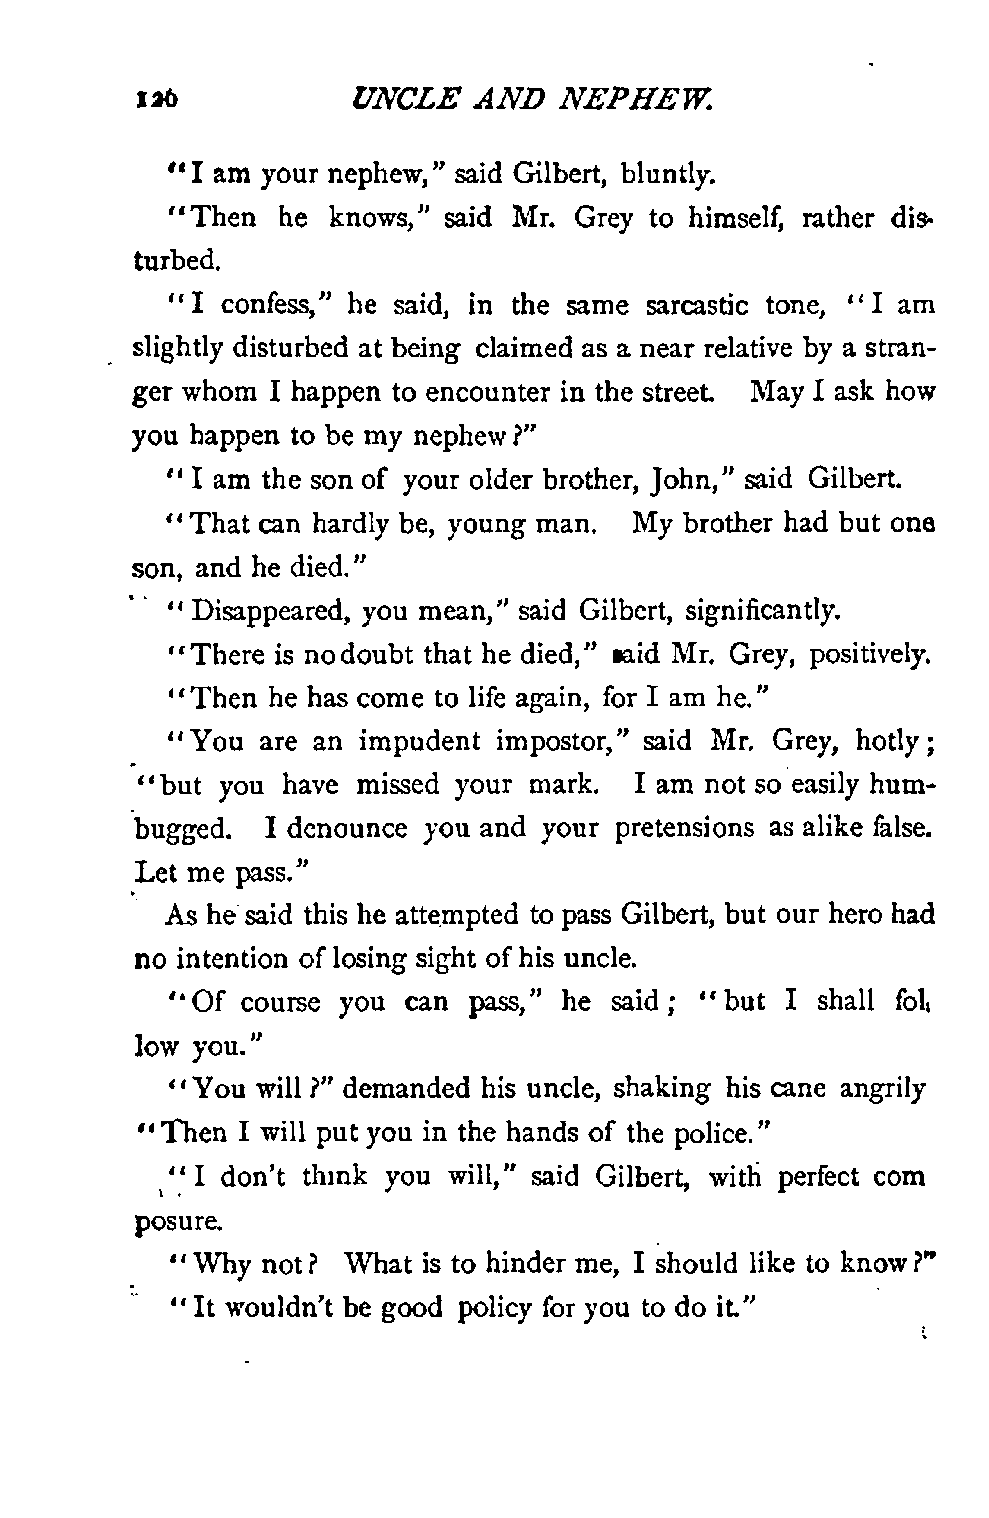 126 UNCLE AND NEPHEW.
"I am your nephew," said Gilbert, bluntly.
"Then he knows," said Mr. Grey to himself, rather dis-
turbed.
"I confess," he said, in the same sarcastic tone, "I am
slightly disturbed at being claimed as a near relative by a stran-
ger whom I happen to encounter in the street. May I ask how
you happen to be my nephew?"
"I am the son of your older brother, John," said Gilbert.
"That can hardly be, young man. My brother had but one
son, and he died."
"Disappeared, you mean," said Gilbert, significantly.
"There is no doubt that he died," said Mr. Grey, positively.
"Then he has come to life again, for I am he."
"You are an impudent impostor," said Mr. Grey, hotly;
"but you have missed your mark. I am not so easily hum-
bugged. I denounce you and your pretensions as alike false.
Let me pass."
As he said this he attempted to pass Gilbert, but our hero had
no intention of losing sight of his uncle.
"Of course you can pass," he said; "but I shall fol-
low you."
"You will?" demanded his uncle, shaking his cane angrily
"Then I will put you in the hands of the police."
"I don't think you will," said Gilbert, with perfect com
posure.
"Why not? What is to hinder me, I should like to know?"
"It wouldn't be good policy for you to do it."